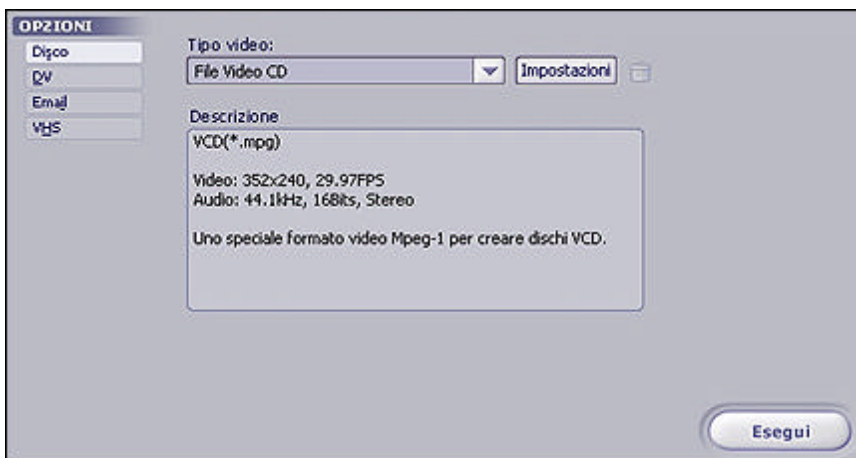 OPZIONI
Disco
DV
Email
VHS
Tipo video:
File Video CD
Impostazioni
Descrizione
VCD(*.mpg)
Video: 352x240, 29.97FPS
Audio: 44.1kHz, 16Bits, Stereo
Uno speciale formato video Mpeg-1 per creare dischi VCD.
Esegui